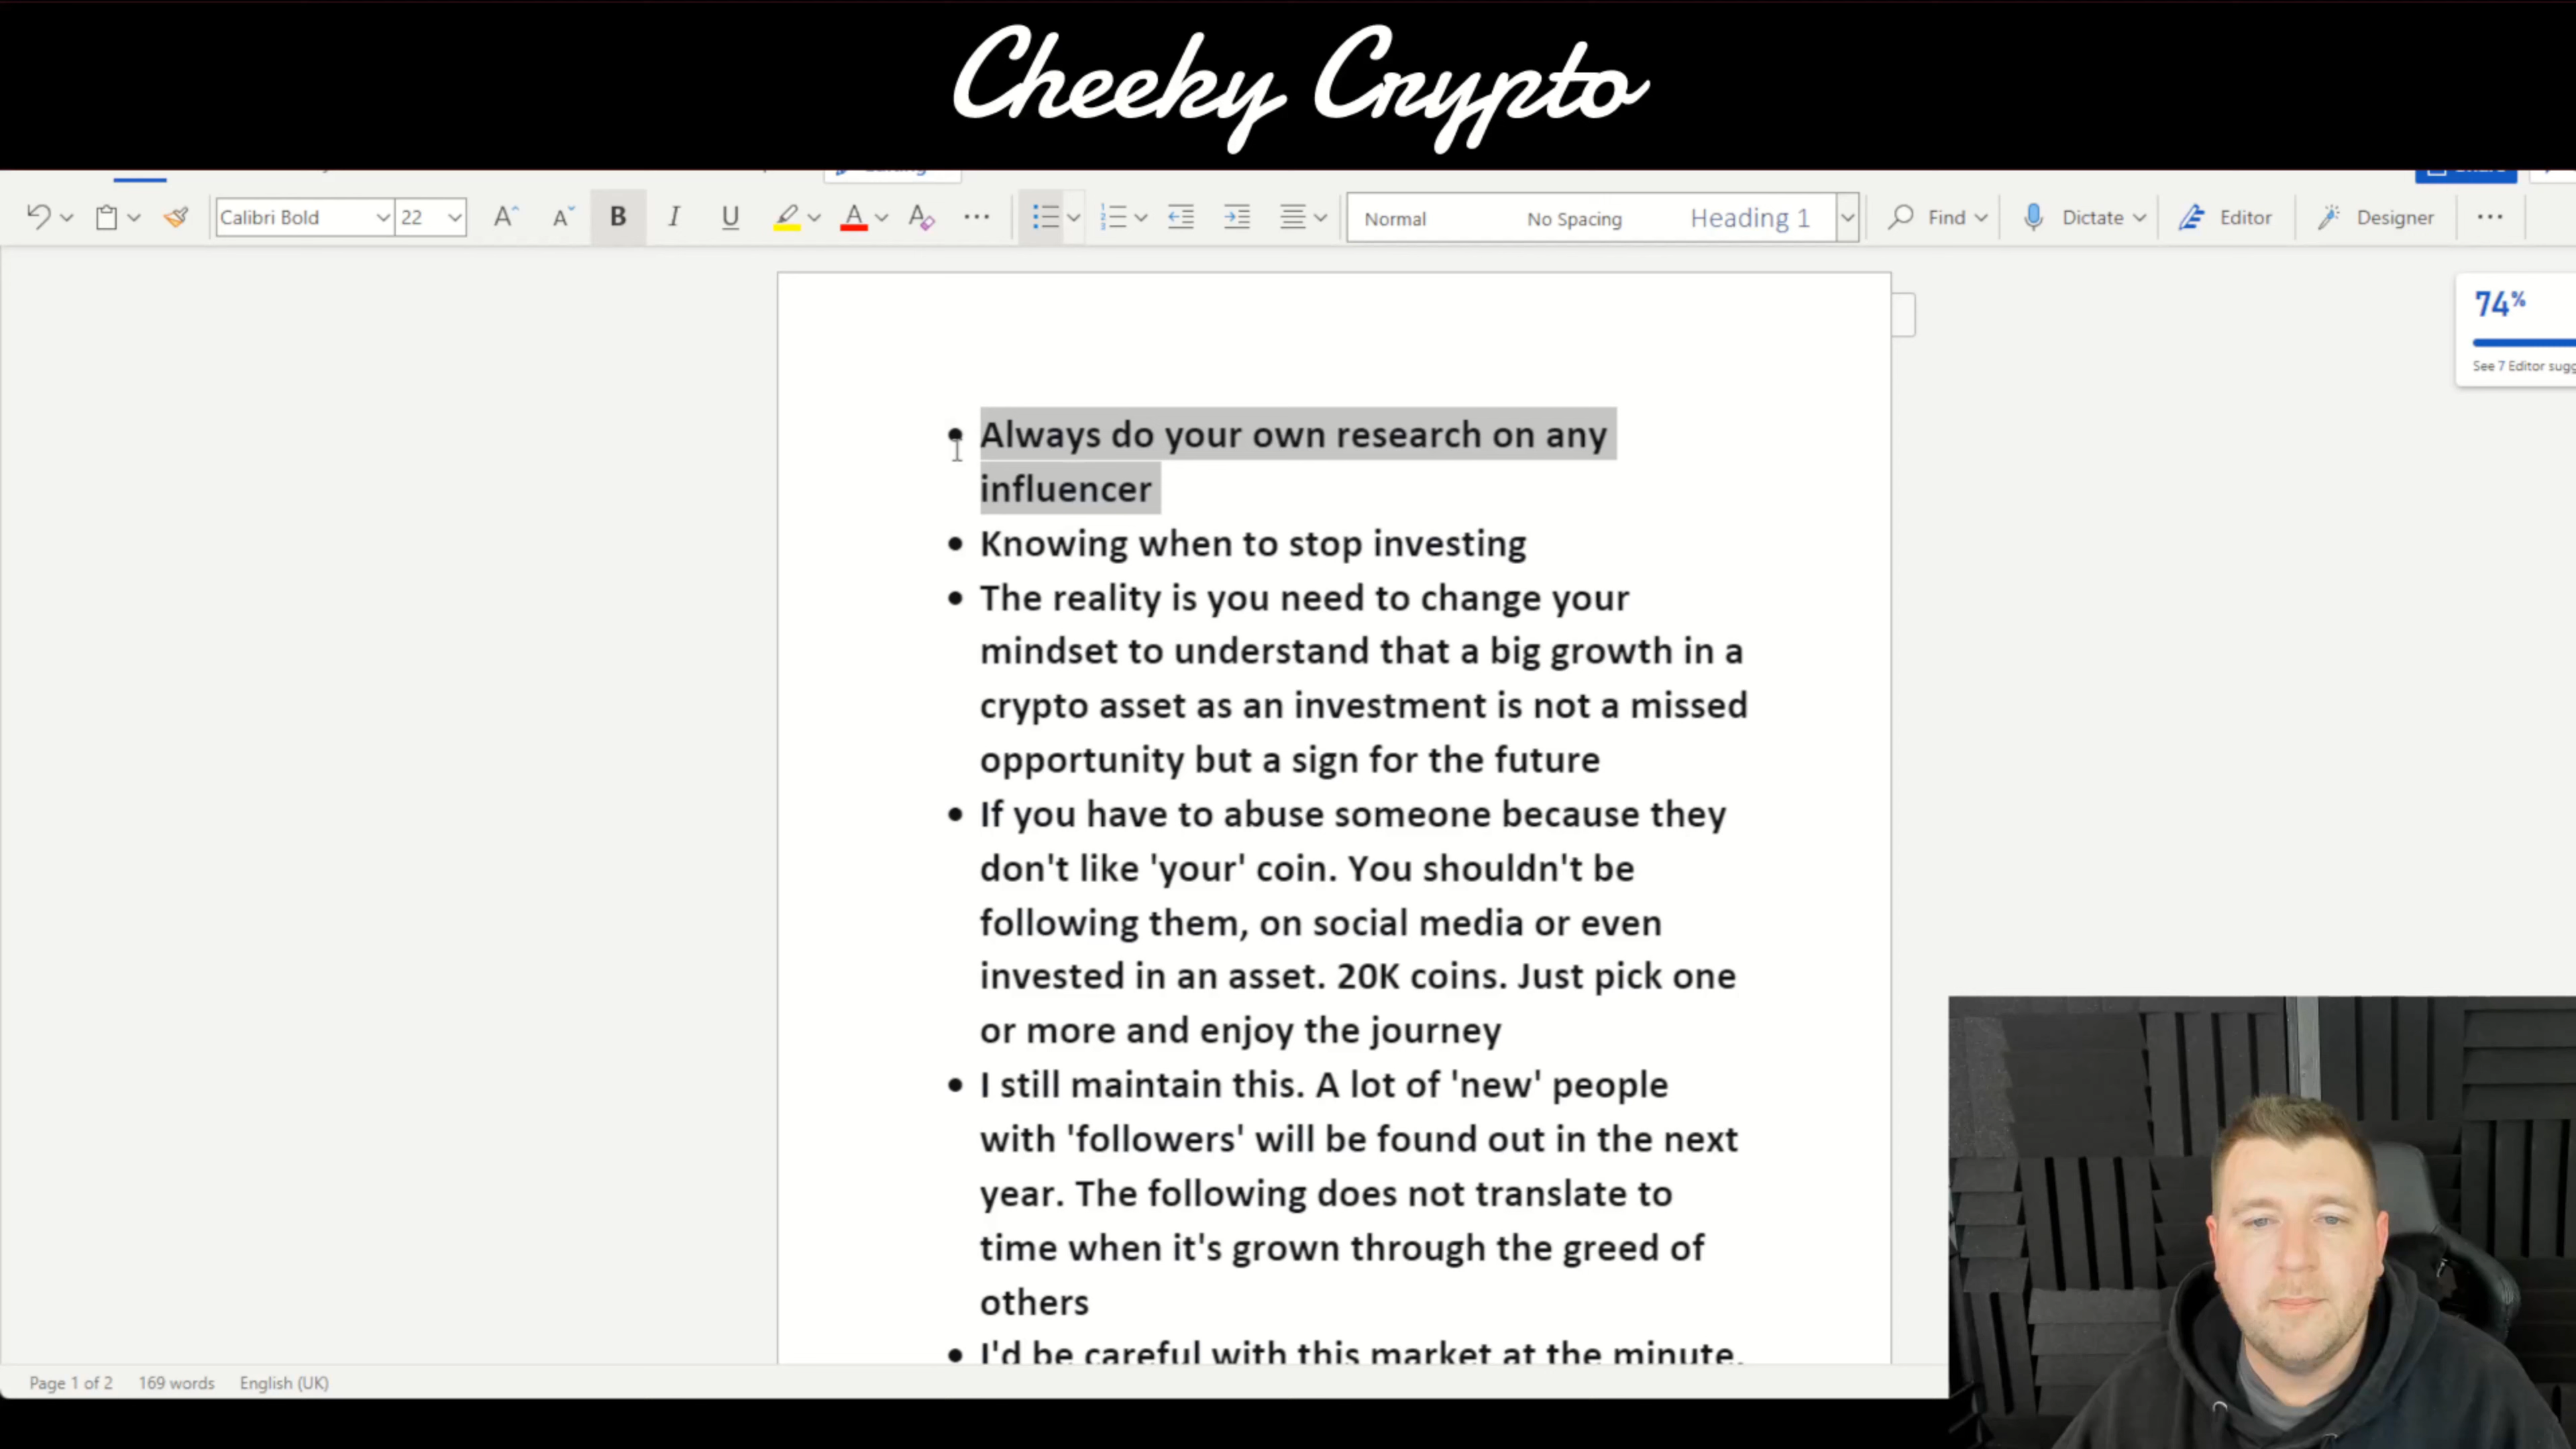 Cheeky Crypto
Calibri Bold
22
B
I
U
Normal
No Spacing
Heading 1
Find
Dictate
Editor
Designer
74%
See 7 Editor sugg
• Always do your own research on any
influencer
• Knowing when to stop investing
• The reality is you need to change your
mindset to understand that a big growth in a
crypto asset as an investment is not a missed
opportunity but a sign for the future
• If you have to abuse someone because they
don't like 'your' coin. You shouldn't be
following them, on social media or even
invested in an asset. 20K coins. Just pick one
or more and enjoy the journey
• I still maintain this. A lot of 'new' people
with 'followers' will be found out in the next
year. The following does not translate to
time when it's grown through the greed of
others
• I'd be careful with this market at the minute.
Page 1 of 2
169 words
English (UK)